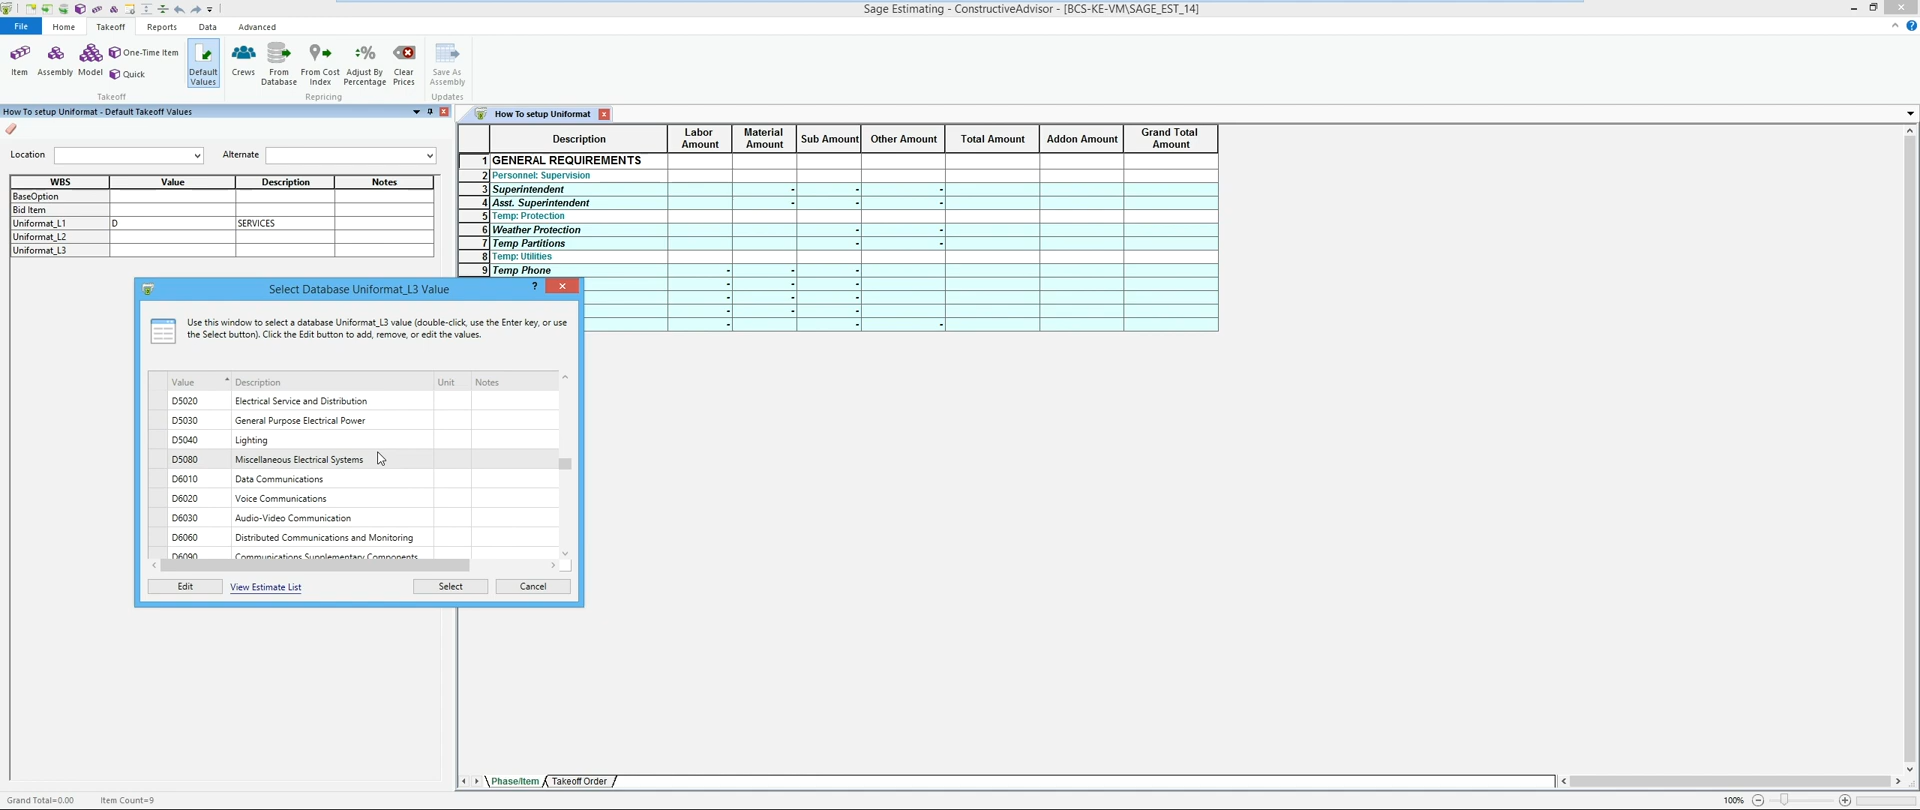 Sage Estimating - ConstructiveAdvisor - [BCS-KE-VM\SAGE_EST_14]
File Home Takeoff Reports Data Advanced
Item
Assembly
Model
One-Time Item
Quick
Default
Values
Crews
From
Database
From Cost
Index
Adjust By
Percentage
Clear
Prices
Save As
Assembly
Takeoff Repricing Updates
How To setup Uniformat - Default Takeoff Values
Location Alternate
WBS Value Description Notes
BaseOption
Bid Item
Uniformat_L1 D SERVICES
Uniformat_L2
Uniformat_L3
How To setup Uniformat
Description Labor Amount Material Amount Sub Amount Other Amount Total Amount Addon Amount Grand Total Amount
1 GENERAL REQUIREMENTS
2 Personnel: Supervision
3 Superintendent - - -
4 Asst. Superintendent - - -
5 Temp: Protection
6 Weather Protection - -
7 Temp Partitions - -
8 Temp: Utilities
9 Temp Phone - - -
- - -
- - -
- - -
- - -
Select Database Uniformat_L3 Value ?
Use this window to select a database Uniformat_L3 value (double-click, use the Enter key, or use
the Select button). Click the Edit button to add, remove, or edit the values.
Value Description Unit Notes
D5020 Electrical Service and Distribution
D5030 General Purpose Electrical Power
D5040 Lighting
D5080 Miscellaneous Electrical Systems
D6010 Data Communications
D6020 Voice Communications
D6030 Audio-Video Communication
D6060 Distributed Communications and Monitoring
D6090 Communications Supplementary Components
Edit View Estimate List Select Cancel
Phase/Item Takeoff Order
Grand Total=0.00 Item Count=9 100%